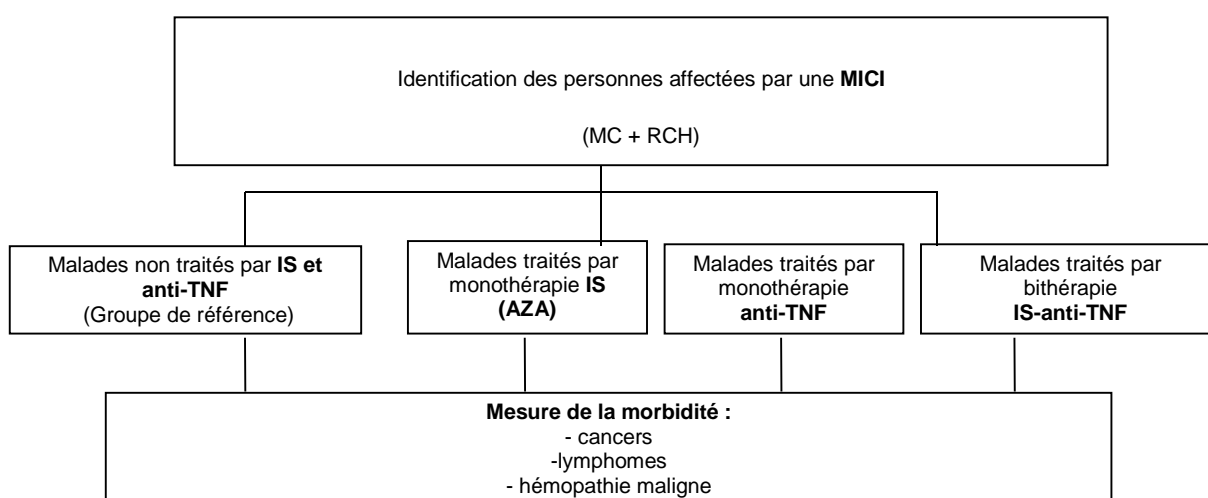 Identification des personnes affectées par une MICI
(MC + RCH)
Malades non traités par IS et
anti-TNF
(Groupe de référence)
Malades traités par
monothérapie IS
(AZA)
Malades traités par
monothérapie
anti-TNF
Malades traités par
bithérapie
IS-anti-TNF
Mesure de la morbidité :
- cancers
-lymphomes
- hémopathie maligne